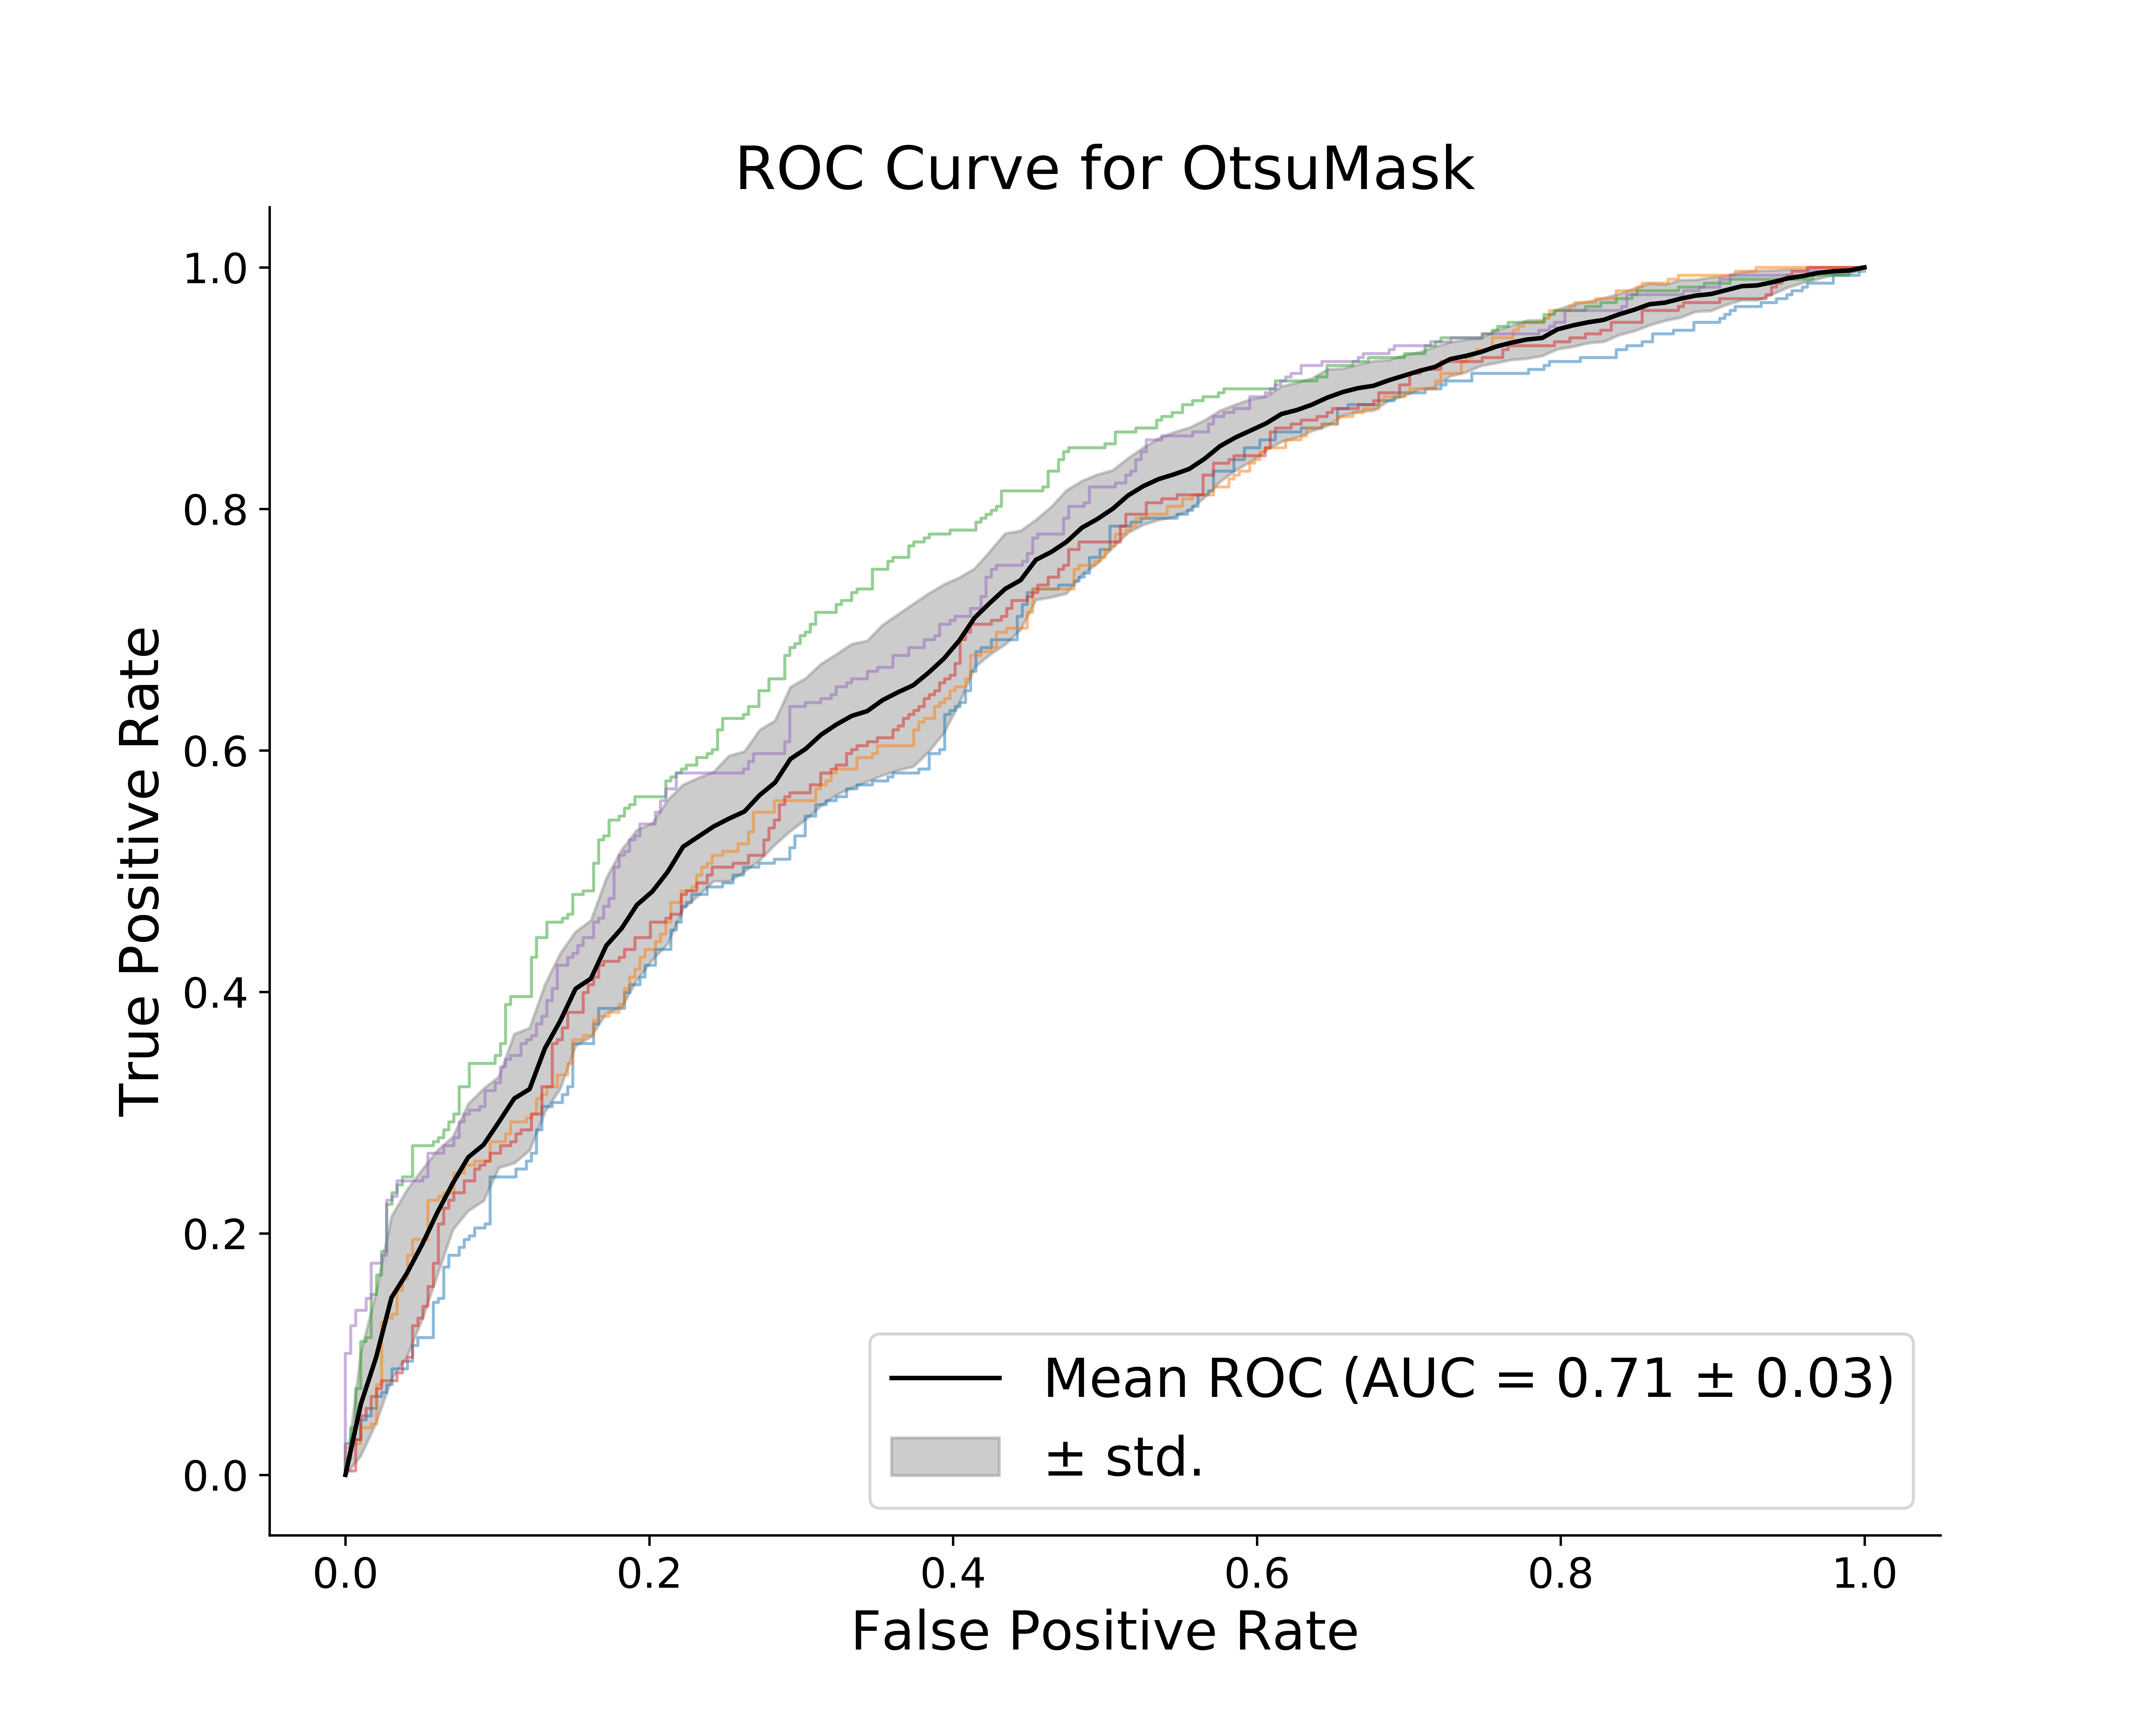 ROC Curve for OtsuMask
True Positive Rate
1.0
0.8
0.6
0.4
0.2
0.0
Mean ROC (AUC = 0.71 ± 0.03)
± std.
0.0 0.2 0.4 0.6 0.8 1.0
False Positive Rate